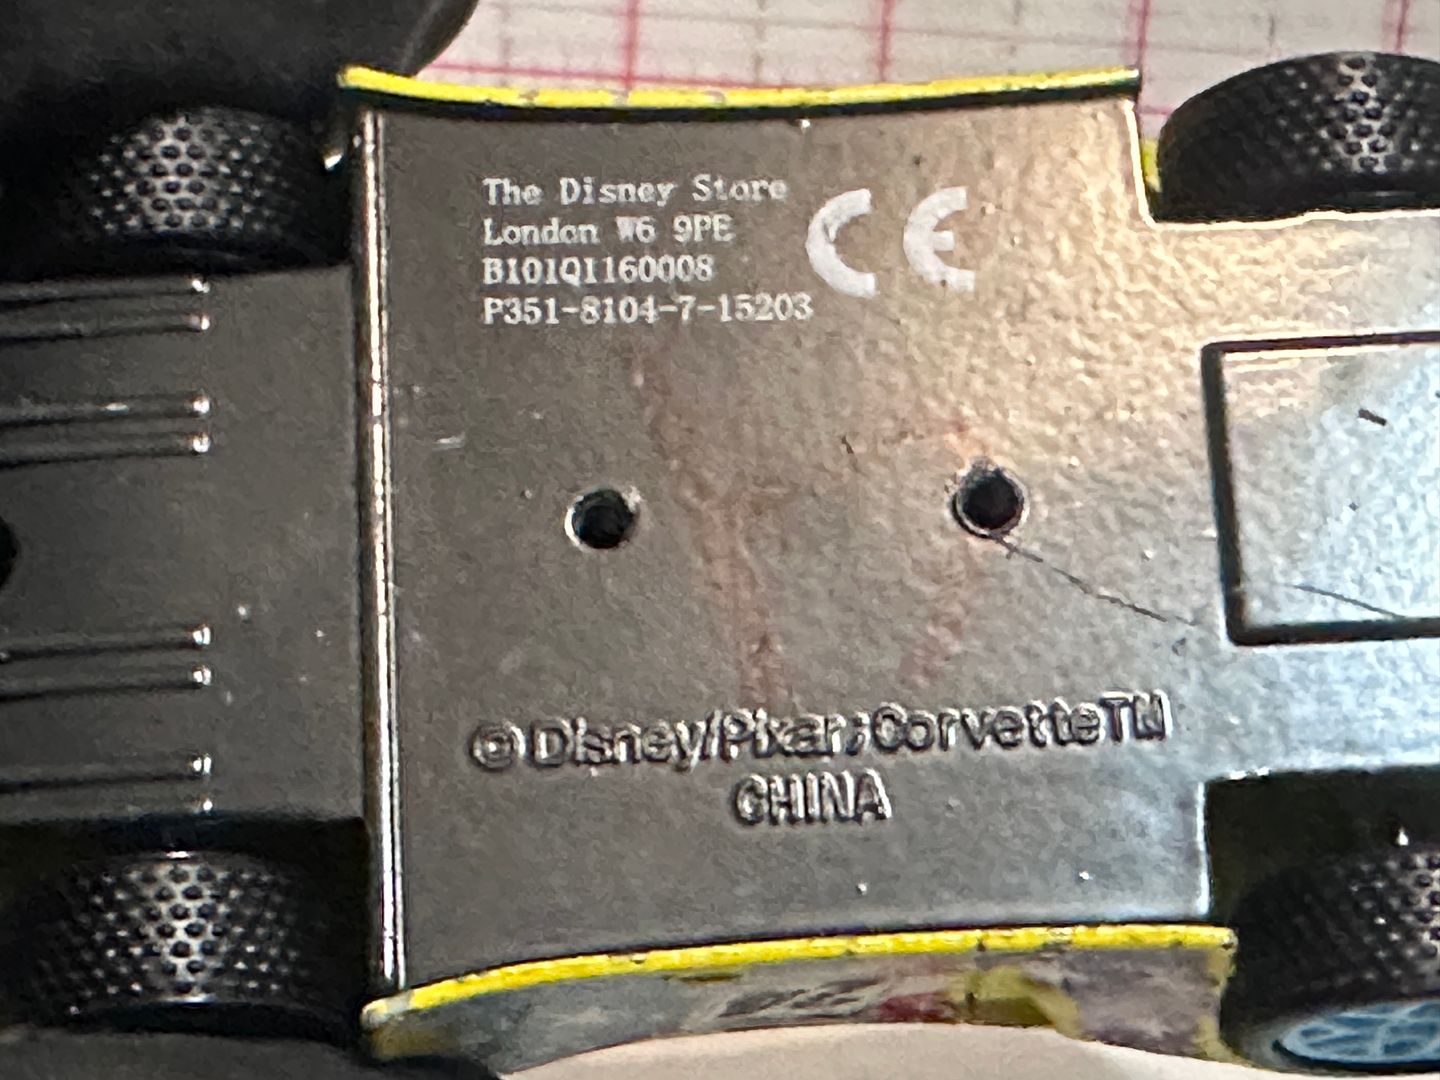 The Disney Store
London W6 9PE
B101Q1160008
P351-8104-7-15203
CE
©Disney/Pixar;Corvette™
CHINA